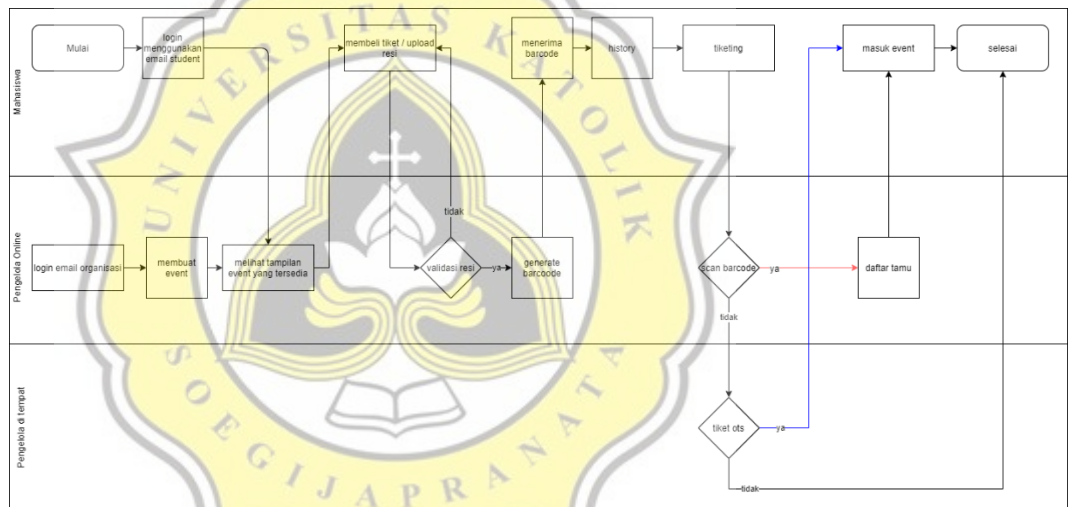 Mahasiswa
Mulai
login
menggunakan
email student
membeli tiket / upload
resi
menerima
barcode
history
tiketing
masuk event
selesai
Pengelola Online
login email organisasi
membuat
event
melihat tampilan
event yang tersedia
tidak
validasi resi
ya
generate
barcoode
scan barcode
ya
tidak
daftar tamu
Pengelola di tempat
tiket ots
ya
tidak
UNIVERSITAS KATOLIK
SOEGIJAPRANATA